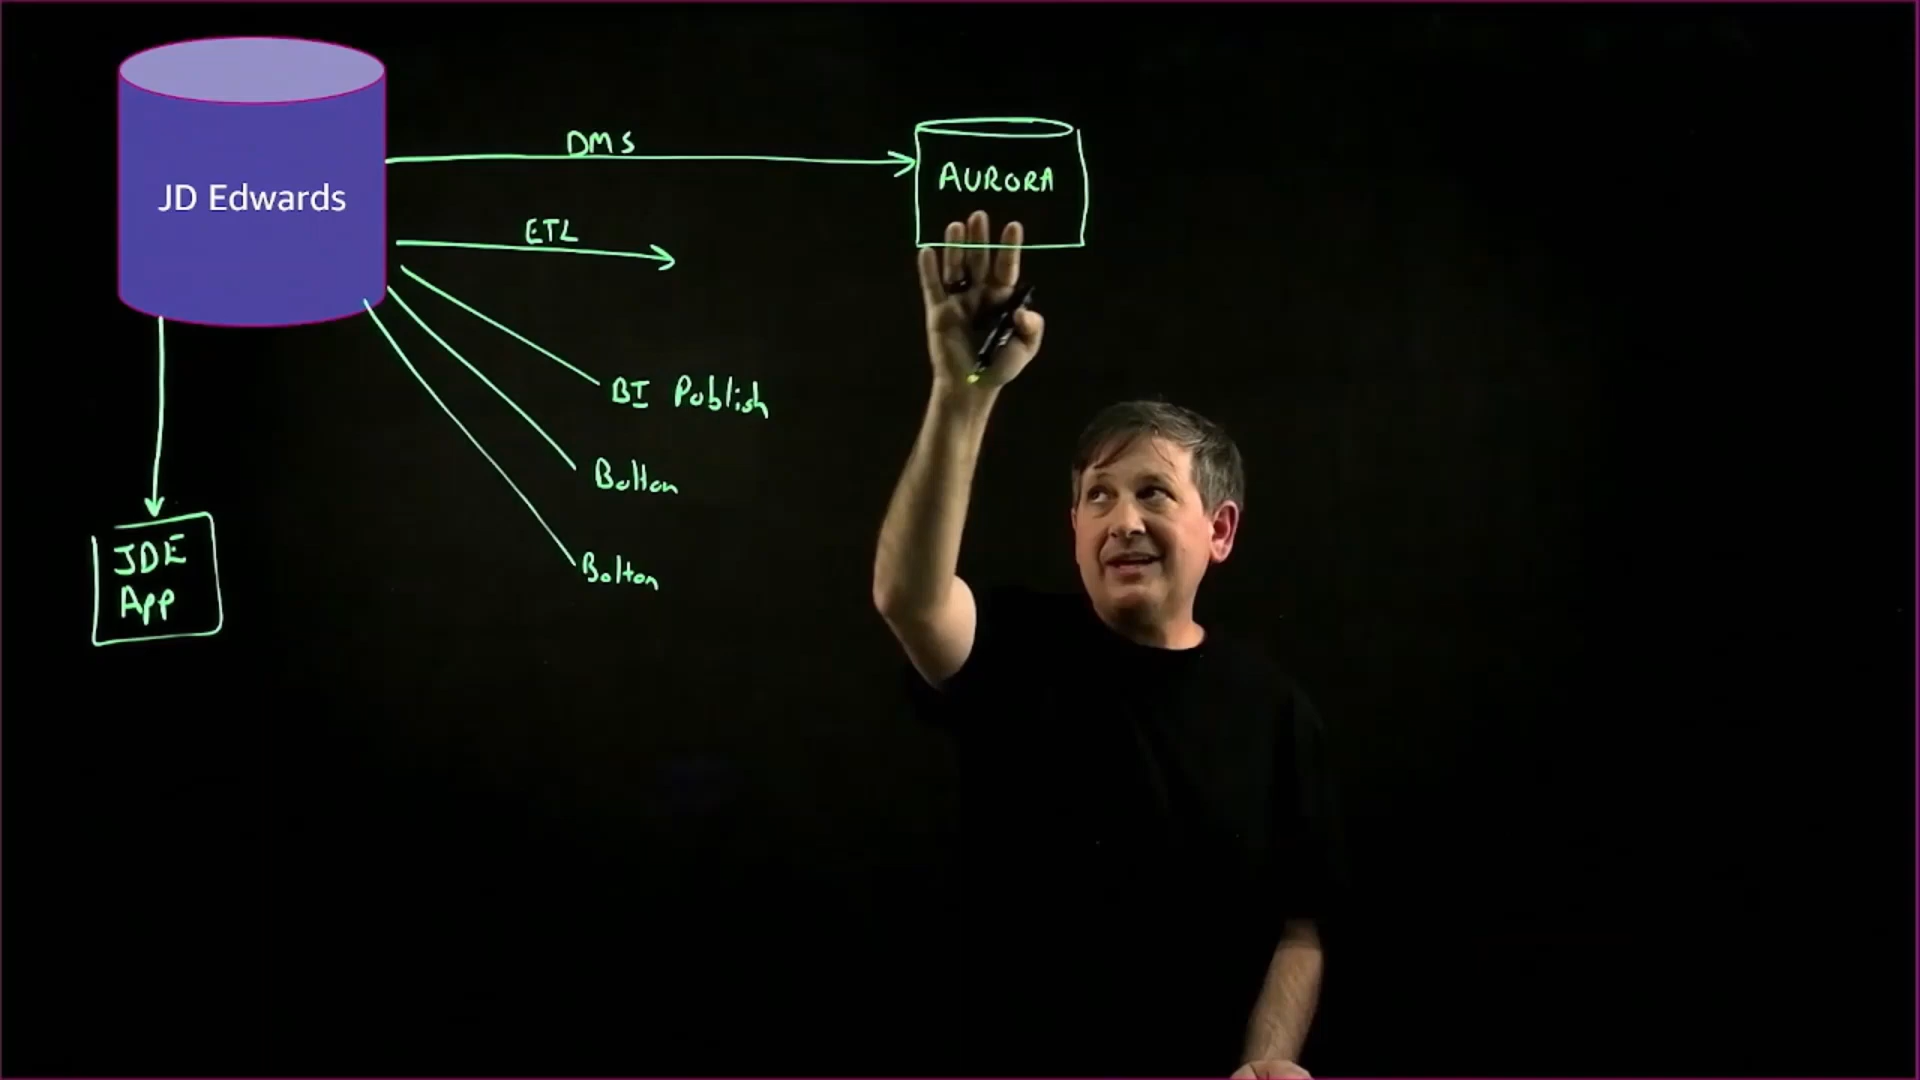 JD Edwards
DMS
AURORA
ETL
BI Publish
Bolton
Bolton
JDE
App